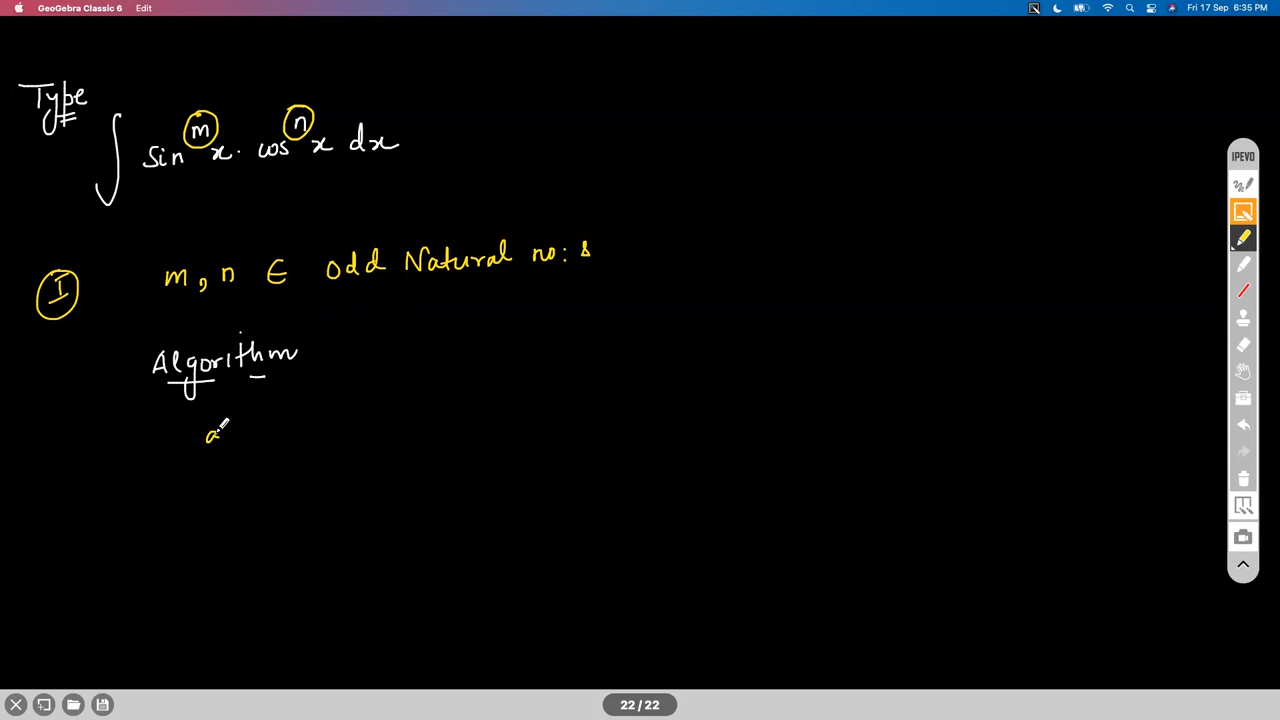 GeoGebra Classic 6 Edit Fri 17 Sep 6:35 PM
Type
∫ sin^m x · cos^n x dx
IPEVO
I m, n ∈ odd Natural no: s
Algorithm
a
22 / 22